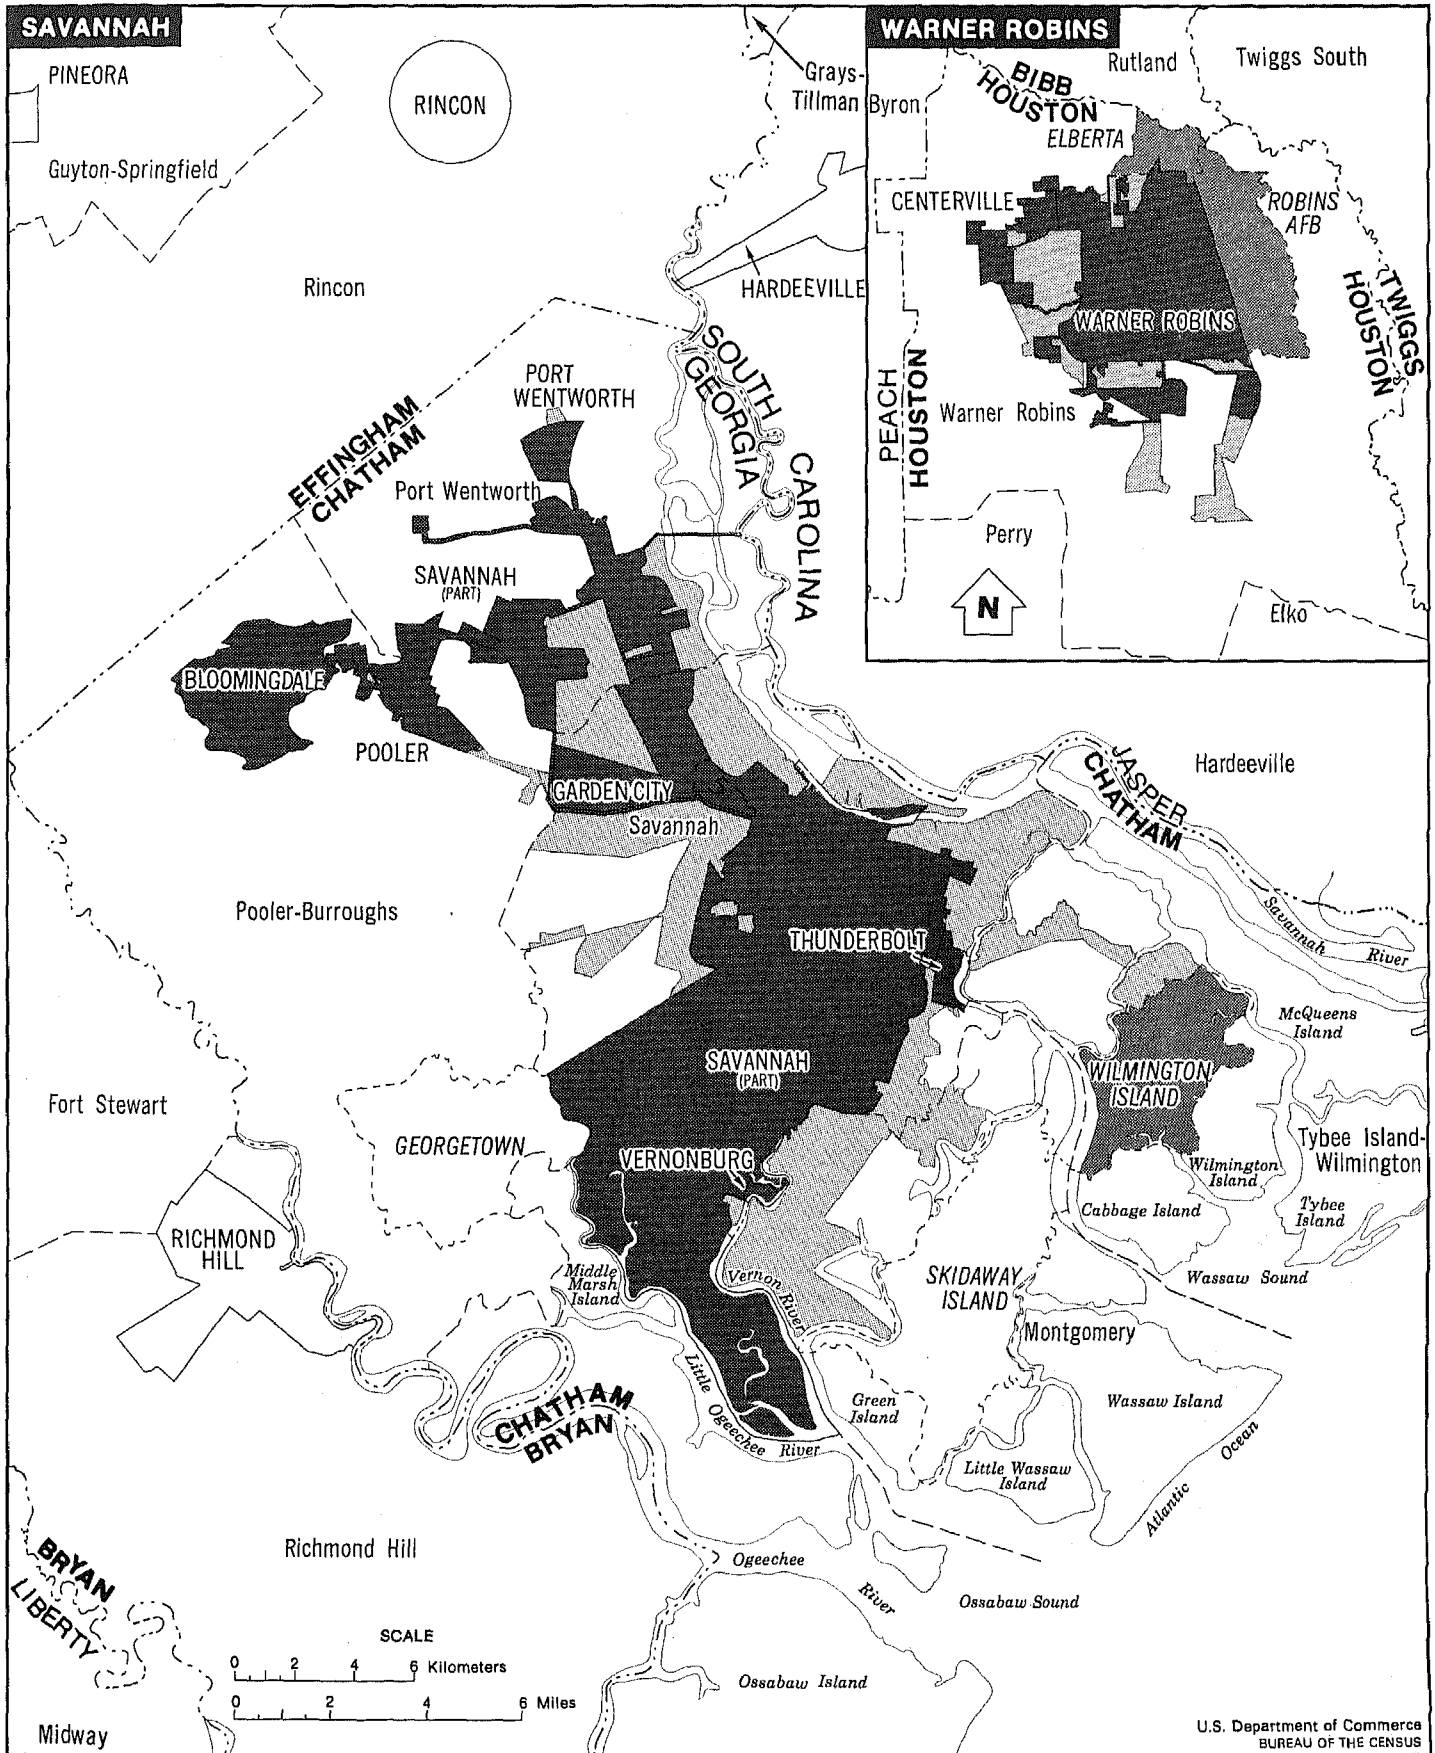 SAVANNAH
PINEORA
RINCON
Guyton-Springfield
Grays-
Tillman
Rincon
HARDEEVILLE
WARNER ROBINS
Rutland
Twiggs South
Byron
BIBB
HOUSTON
ELBERTA
CENTERVILLE
ROBINS
AFB
TWIGGS
HOUSTON
WARNER ROBINS
PEACH
HOUSTON
Warner Robins
Perry
N
Elko
SOUTH
CAROLINA
GEORGIA
PORT
WENTWORTH
EFFINGHAM
CHATHAM
Port Wentworth
SAVANNAH
(PART)
BLOOMINGDALE
POOLER
GARDEN CITY
Savannah
JASPER
CHATHAM
Hardeeville
Pooler-Burroughs
THUNDERBOLT
Savannah
River
McQueens
Island
SAVANNAH
(PART)
WILMINGTON
ISLAND
Fort Stewart
GEORGETOWN
VERNONBURG
Tybee Island-
Wilmington
Wilmington
Island
Cabbage Island
Tybee
Island
RICHMOND
HILL
Middle
Marsh
Island
Vernon River
SKIDAWAY
ISLAND
Wassaw Sound
Montgomery
Little
Ogeechee
River
Green
Island
Wassaw Island
CHATHAM
BRYAN
Little Wassaw
Island
Atlantic
Ocean
Richmond Hill
Ogeechee
River
Ossabaw Sound
BRYAN
LIBERTY
SCALE
0 2 4 6 Kilometers
0 2 4 6 Miles
Ossabaw Island
Midway
U.S. Department of Commerce
BUREAU OF THE CENSUS